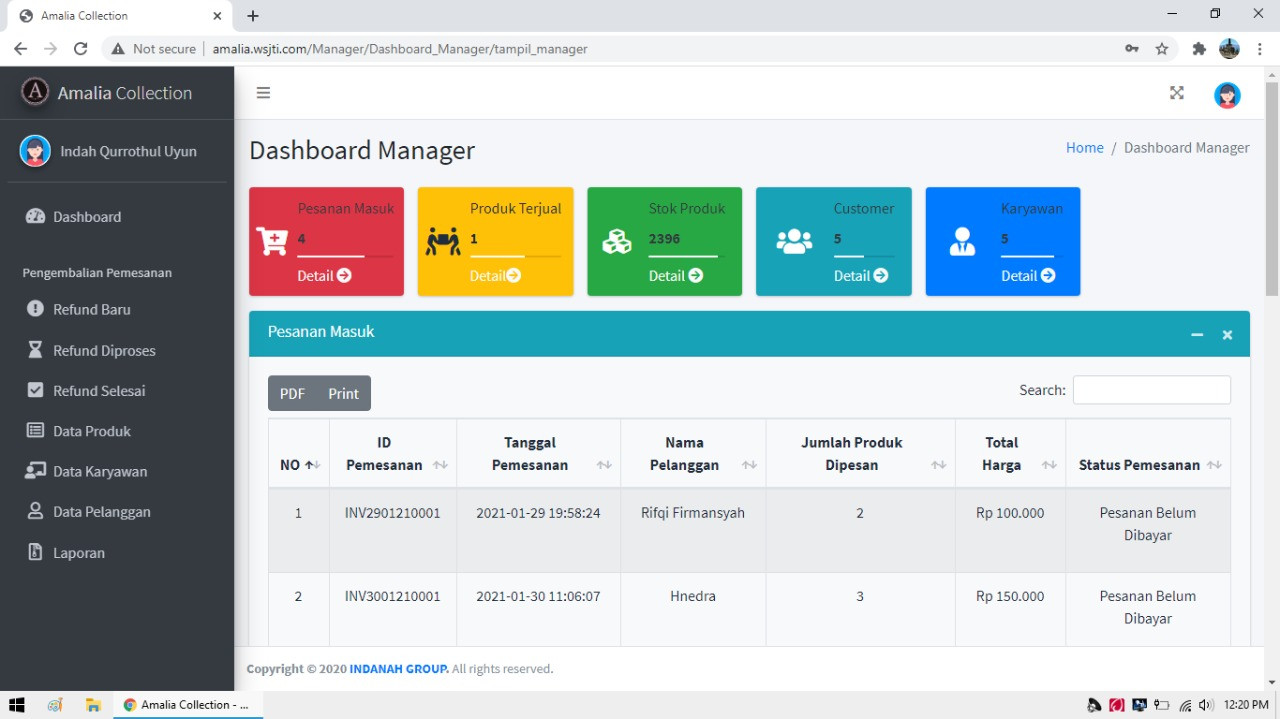 Amalia Collection
Not secure
amalia.wsjti.com/Manager/Dashboard_Manager/tampil_manager
A
Amalia Collection
Indah Qurrothul Uyun
Dashboard
Pengembalian Pemesanan
Refund Baru
Refund Diproses
Refund Selesai
Data Produk
Data Karyawan
Data Pelanggan
Laporan
Dashboard Manager
Home / Dashboard Manager
Pesanan Masuk
4
Detail
Produk Terjual
1
Detail
Stok Produk
2396
Detail
Customer
5
Detail
Karyawan
5
Detail
Pesanan Masuk
PDF Print
Search:
NO
ID Pemesanan
Tanggal Pemesanan
Nama Pelanggan
Jumlah Produk Dipesan
Total Harga
Status Pemesanan
1 INV2901210001 2021-01-29 19:58:24 Rifqi Firmansyah 2 Rp 100.000 Pesanan Belum Dibayar
2 INV3001210001 2021-01-30 11:06:07 Hnedra 3 Rp 150.000 Pesanan Belum Dibayar
Copyright © 2020 INDANAH GROUP. All rights reserved.
Amalia Collection - ...
12:20 PM